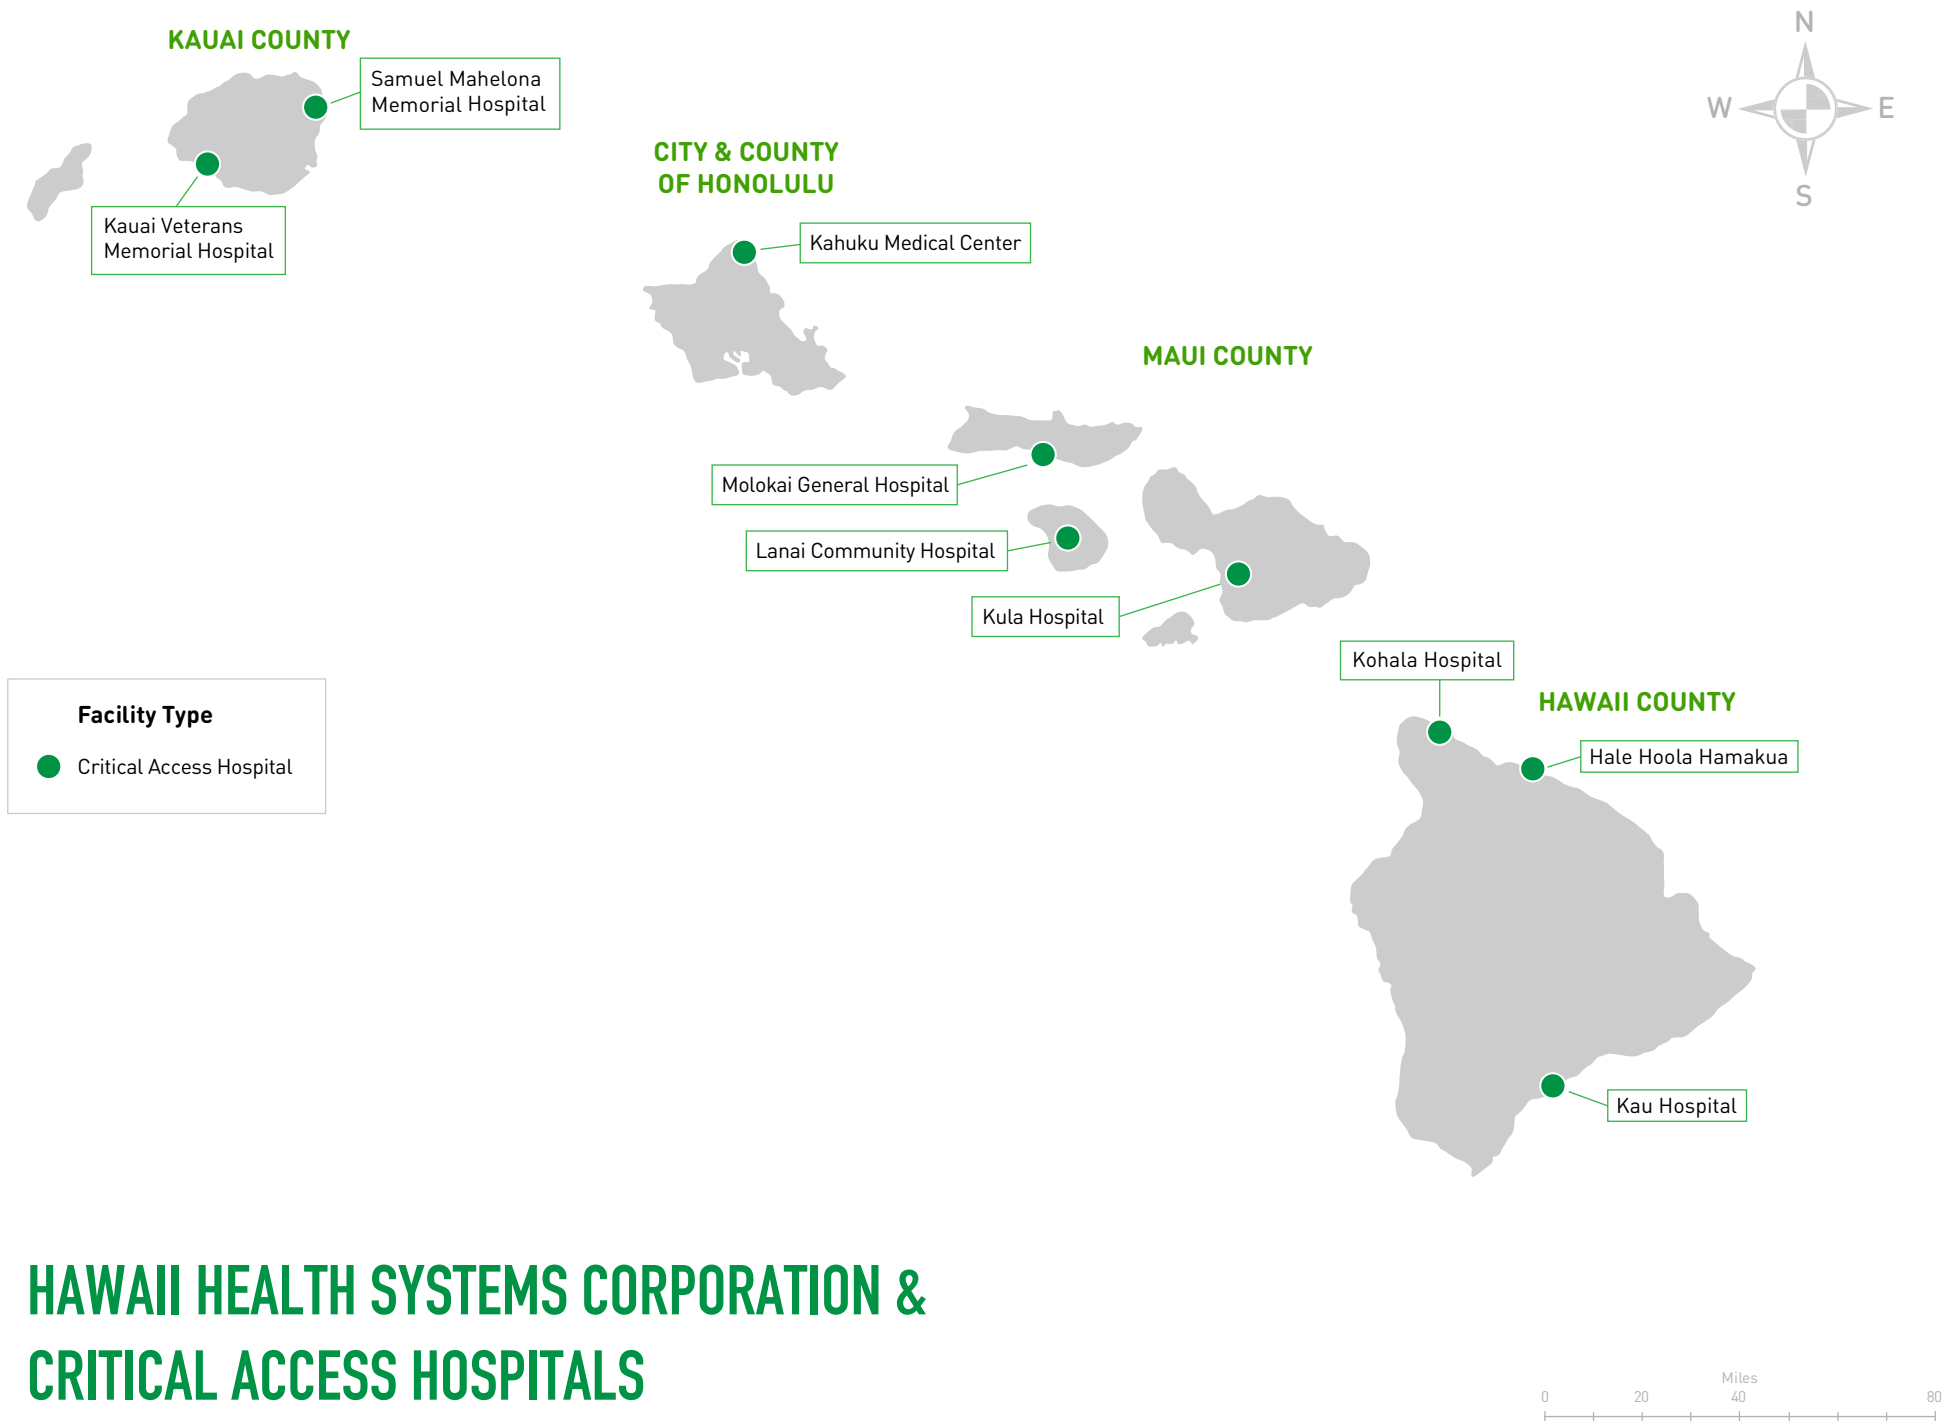 KAUAI COUNTY
Samuel Mahelona
Memorial Hospital
Kauai Veterans
Memorial Hospital
CITY & COUNTY
OF HONOLULU
Kahuku Medical Center
N
W
E
S
MAUI COUNTY
Molokai General Hospital
Lanai Community Hospital
Kula Hospital
Kohala Hospital
HAWAII COUNTY
Hale Hoola Hamakua
Kau Hospital
Facility Type
Critical Access Hospital
HAWAII HEALTH SYSTEMS CORPORATION &
CRITICAL ACCESS HOSPITALS
Miles
0 20 40 80